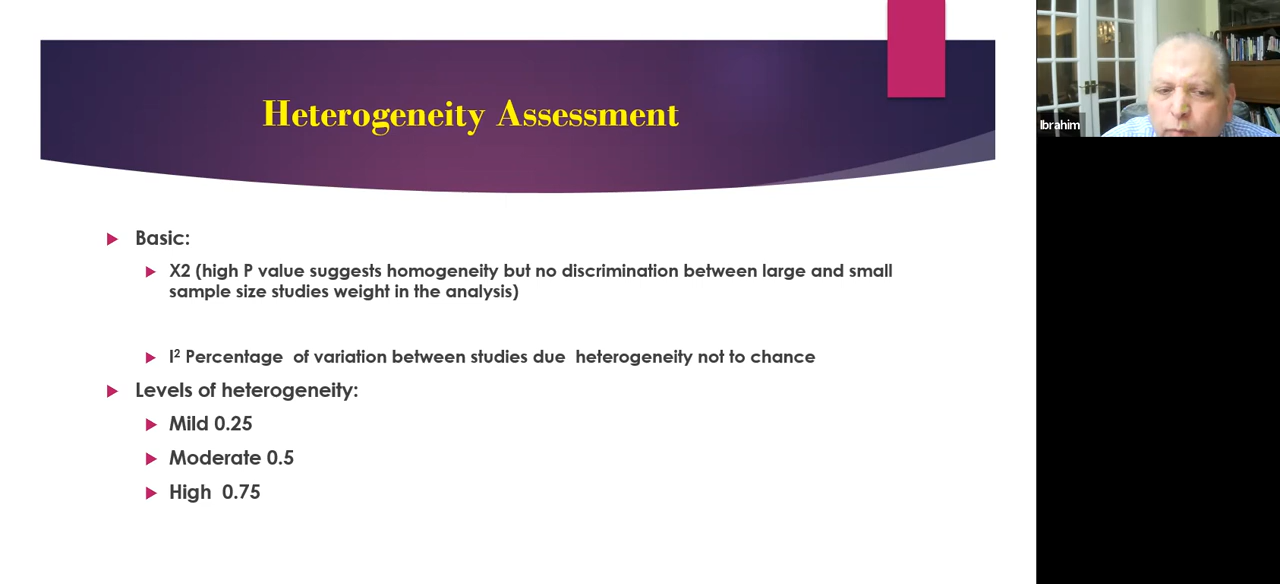 Heterogeneity Assessment
Ibrahim
Basic:
X2 (high P value suggests homogeneity but no discrimination between large and small
sample size studies weight in the analysis)
I² Percentage of variation between studies due heterogeneity not to chance
Levels of heterogeneity:
Mild 0.25
Moderate 0.5
High 0.75